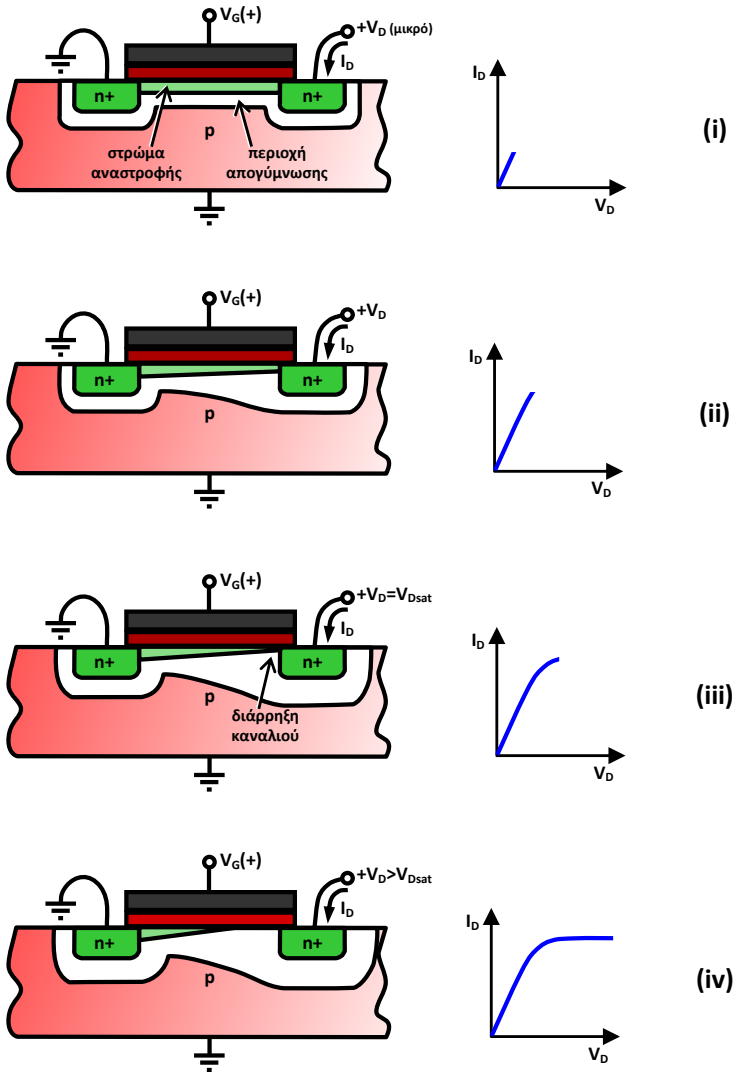 V_G(+)
+V_D (μικρό)
I_D
n+
n+
p
στρώμα
αναστροφής
περιοχή
απογύμνωσης
I_D
V_D
(i)
V_G(+)
+V_D
I_D
n+
n+
p
I_D
V_D
(ii)
V_G(+)
+V_D=V_Dsat
I_D
n+
n+
p
διάρρηξη
καναλιού
I_D
V_D
(iii)
V_G(+)
+V_D>V_Dsat
I_D
n+
n+
p
I_D
V_D
(iv)